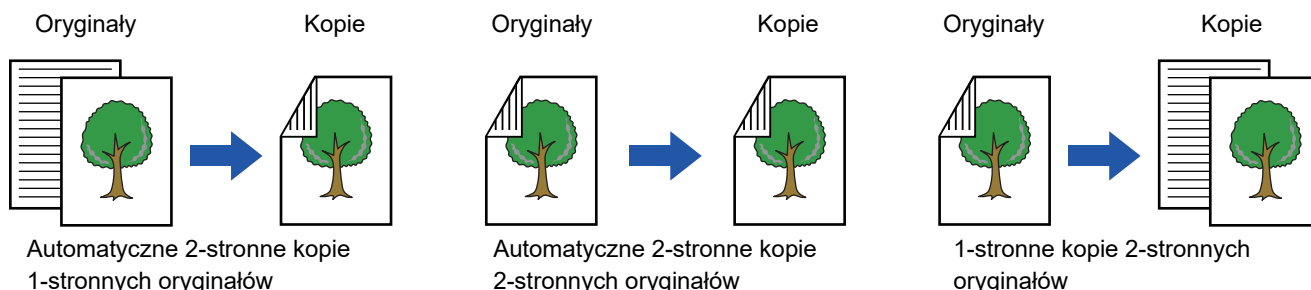 Oryginały Kopie
Automatyczne 2-stronne kopie
1-stronnych oryginałów
Oryginały Kopie
Automatyczne 2-stronne kopie
2-stronnych oryginałów
Oryginały Kopie
1-stronne kopie 2-stronnych
oryginałów